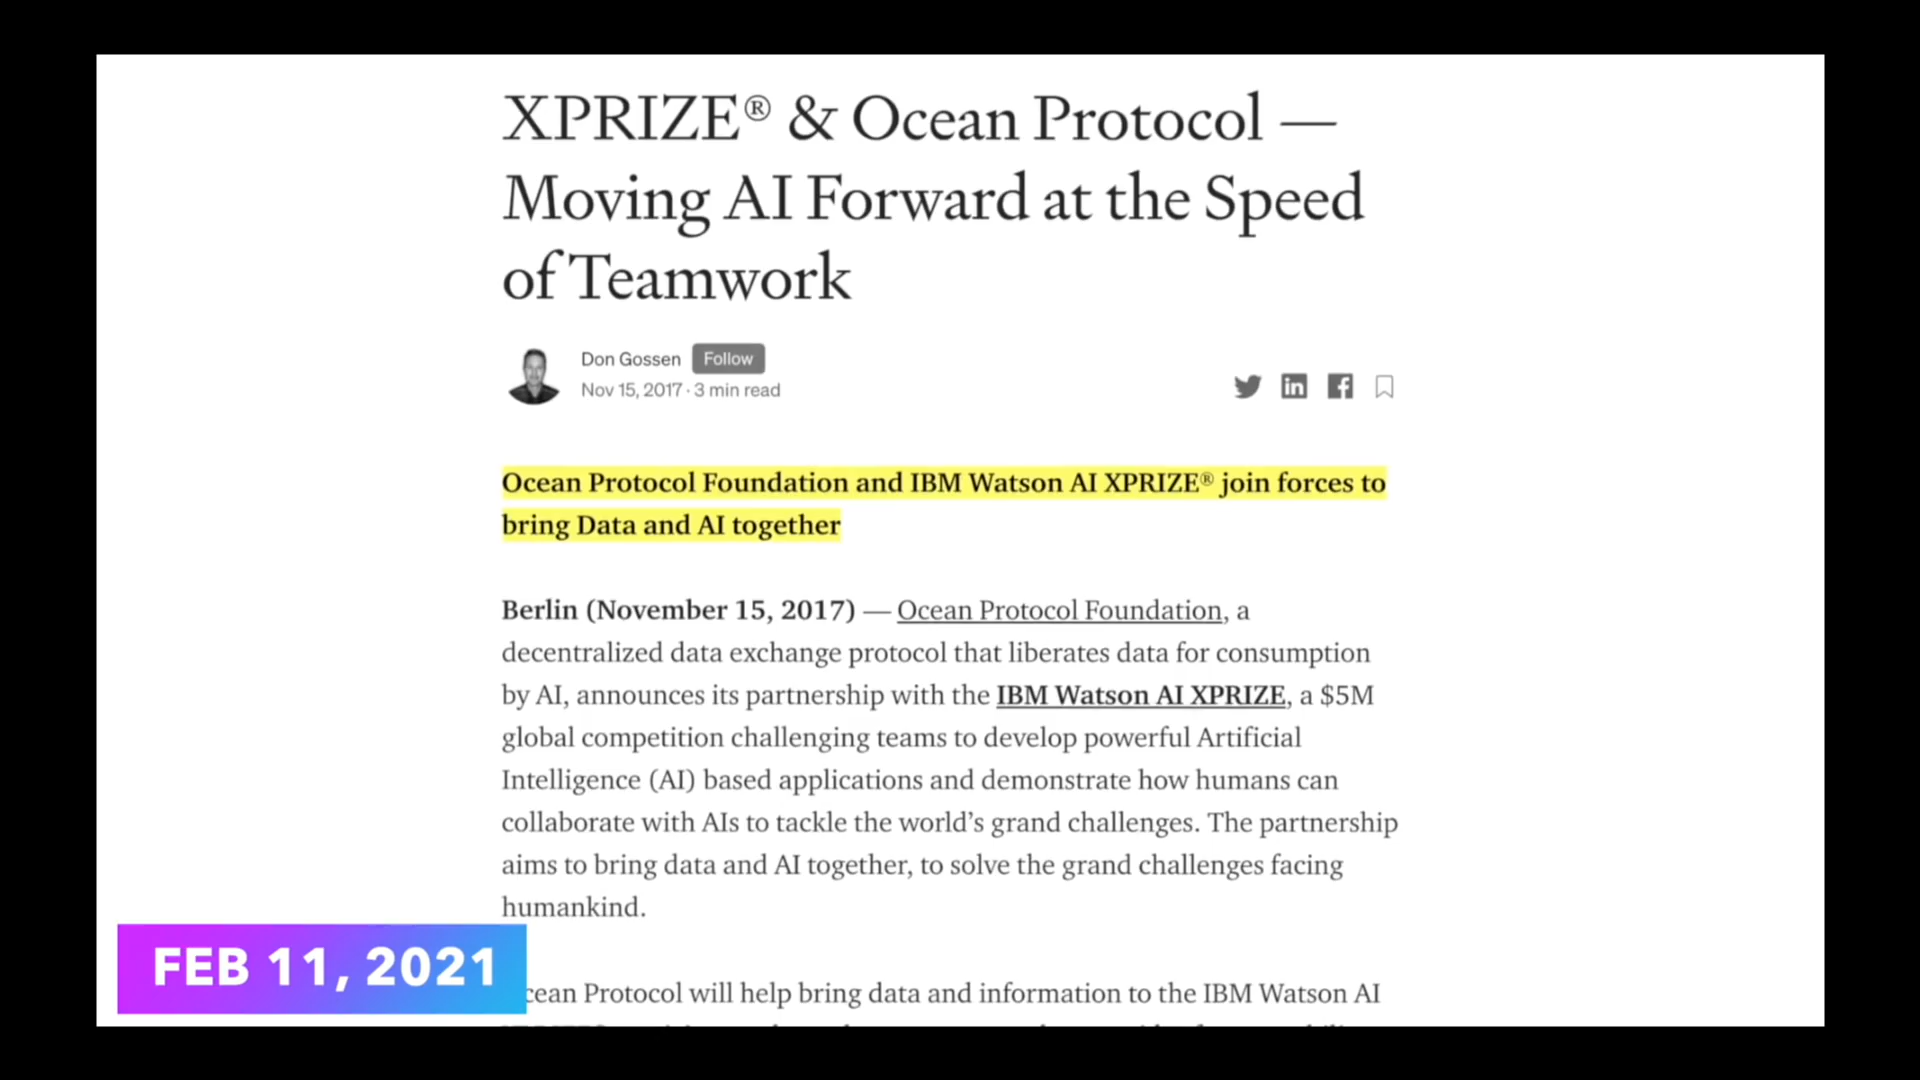 XPRIZE® & Ocean Protocol —
Moving AI Forward at the Speed
of Teamwork
Don Gossen Follow
Nov 15, 2017 · 3 min read
Ocean Protocol Foundation and IBM Watson AI XPRIZE® join forces to
bring Data and AI together
Berlin (November 15, 2017) — Ocean Protocol Foundation, a
decentralized data exchange protocol that liberates data for consumption
by AI, announces its partnership with the IBM Watson AI XPRIZE, a $5M
global competition challenging teams to develop powerful Artificial
Intelligence (AI) based applications and demonstrate how humans can
collaborate with AIs to tackle the world’s grand challenges. The partnership
aims to bring data and AI together, to solve the grand challenges facing
humankind.
FEB 11, 2021
cean Protocol will help bring data and information to the IBM Watson AI